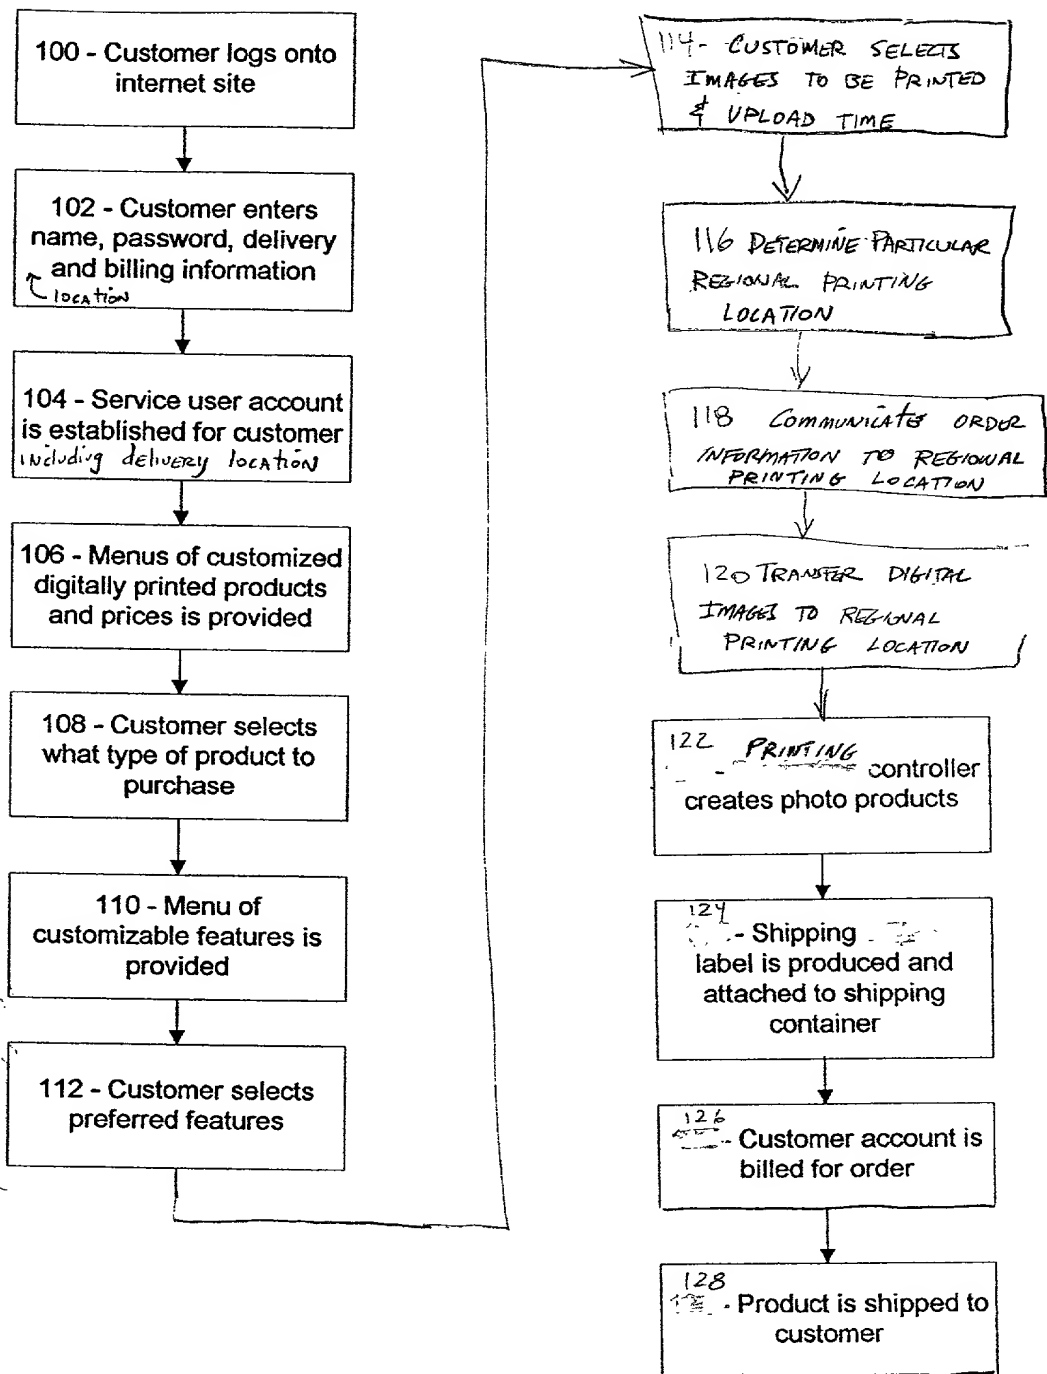 100 - Customer logs onto
internet site
102 - Customer enters
name, password, delivery
and billing information
location
104 - Service user account
is established for customer
including delivery location
106 - Menus of customized
digitally printed products
and prices is provided
108 - Customer selects
what type of product to
purchase
110 - Menu of
customizable features is
provided
112 - Customer selects
preferred features
114 - CUSTOMER SELECTS
IMAGES TO BE PRINTED
& UPLOAD TIME
116 DETERMINE PARTICULAR
REGIONAL PRINTING
LOCATION
118 COMMUNICATE ORDER
INFORMATION TO REGIONAL
PRINTING LOCATION
120 TRANSFER DIGITAL
IMAGES TO REGIONAL
PRINTING LOCATION
122 - PRINTING controller
creates photo products
124
- Shipping
label is produced and
attached to shipping
container
126
- Customer account is
billed for order
128
- Product is shipped to
customer